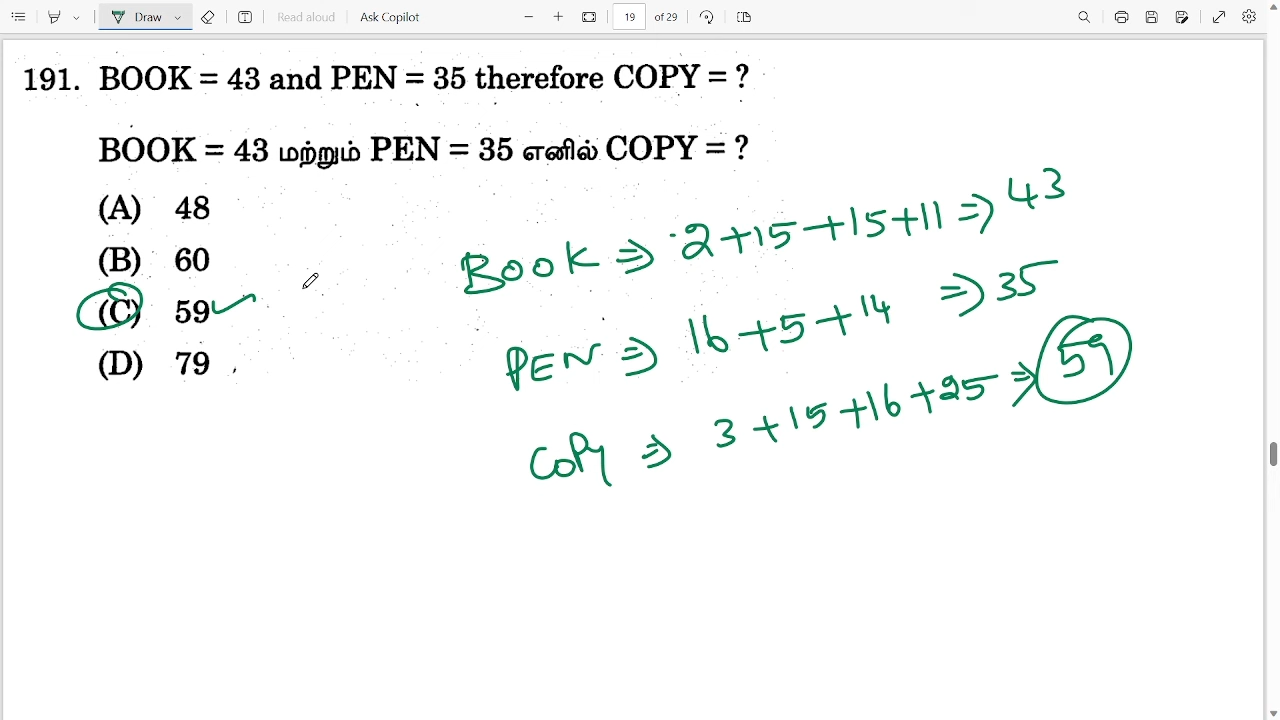 Draw Read aloud Ask Copilot 19 of 29
191. BOOK = 43 and PEN = 35 therefore COPY = ?
BOOK = 43 மற்றும் PEN = 35 எனில் COPY = ?
(A) 48
(B) 60
(C) 59
(D) 79
BOOK ⇒ 2+15+15+11 ⇒ 43
PEN ⇒ 16+5+14 ⇒ 35
COPY ⇒ 3+15+16+25 ⇒ 59